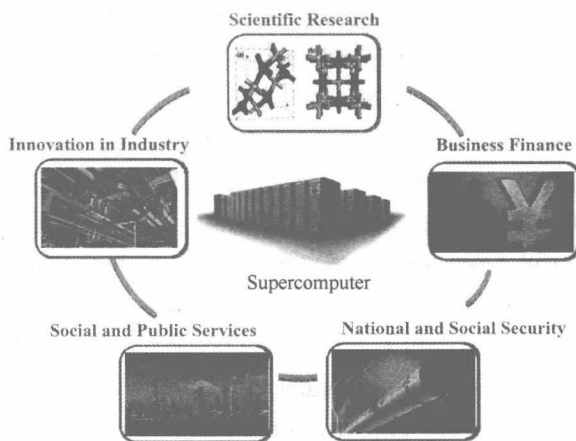 Scientific Research
Innovation in Industry
Business Finance
¥
Supercomputer
Social and Public Services
National and Social Security